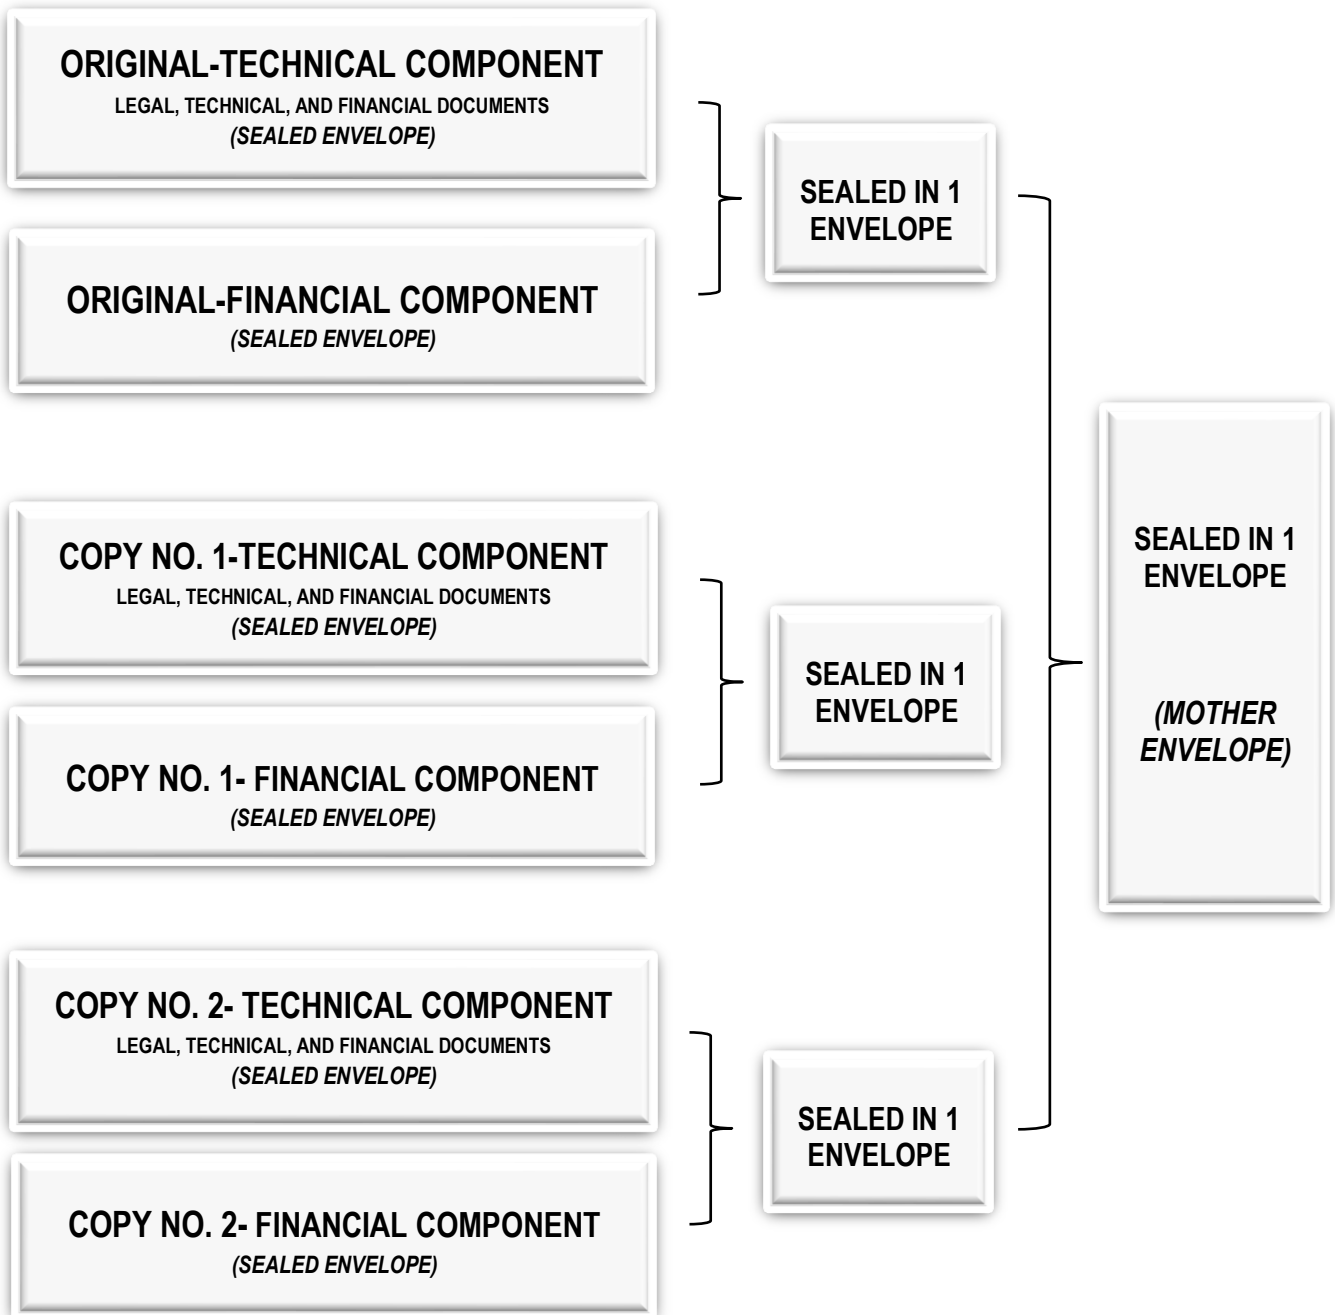 ORIGINAL-TECHNICAL COMPONENT
LEGAL, TECHNICAL, AND FINANCIAL DOCUMENTS
(SEALED ENVELOPE)
ORIGINAL-FINANCIAL COMPONENT
(SEALED ENVELOPE)
SEALED IN 1
ENVELOPE
COPY NO. 1-TECHNICAL COMPONENT
LEGAL, TECHNICAL, AND FINANCIAL DOCUMENTS
(SEALED ENVELOPE)
COPY NO. 1- FINANCIAL COMPONENT
(SEALED ENVELOPE)
SEALED IN 1
ENVELOPE
COPY NO. 2- TECHNICAL COMPONENT
LEGAL, TECHNICAL, AND FINANCIAL DOCUMENTS
(SEALED ENVELOPE)
COPY NO. 2- FINANCIAL COMPONENT
(SEALED ENVELOPE)
SEALED IN 1
ENVELOPE
SEALED IN 1
ENVELOPE
(MOTHER
ENVELOPE)